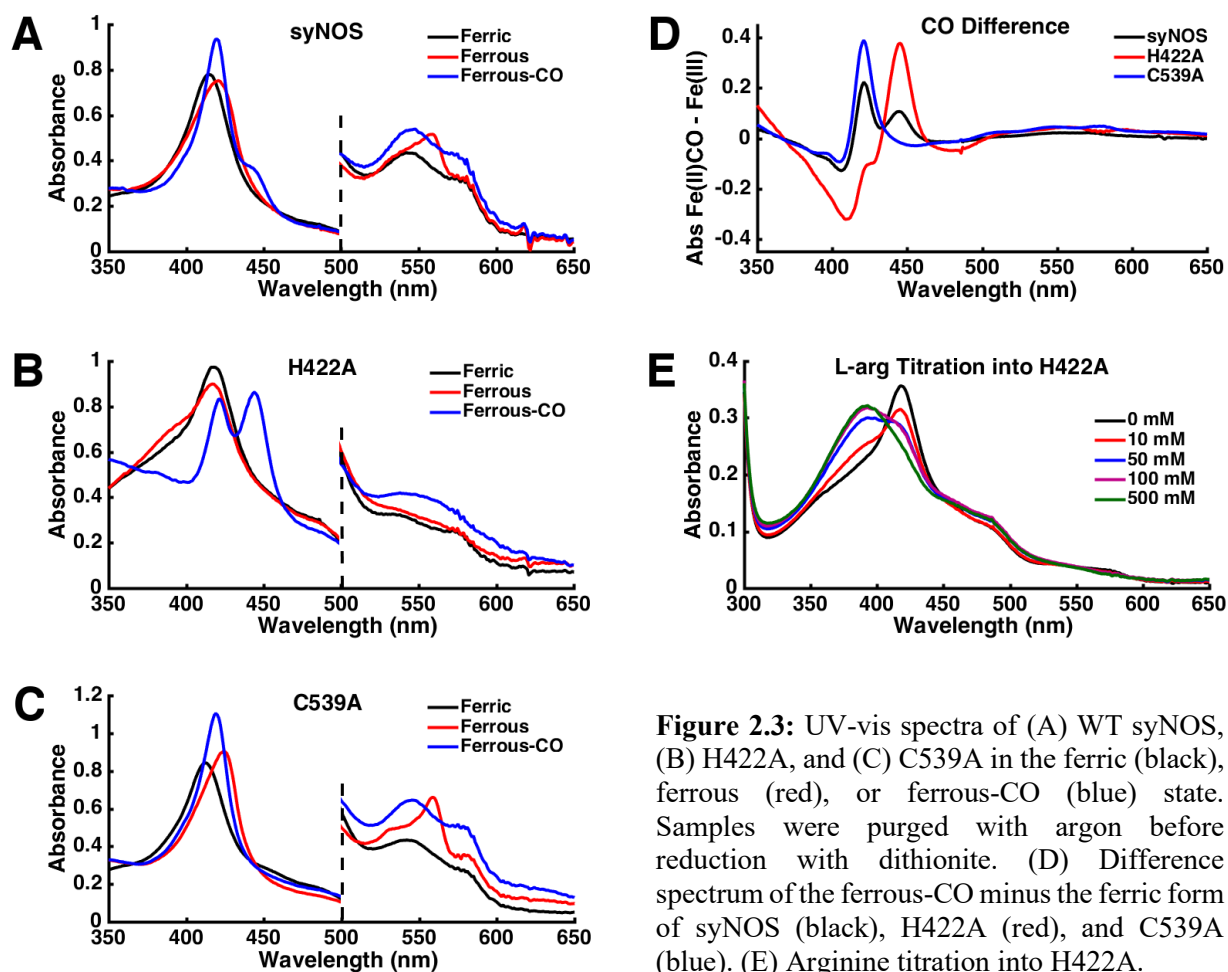 A
syNOS
Ferric
Ferrous
Ferrous-CO
Absorbance
1
0.8
0.6
0.4
0.2
0
350 400 450 500 550 600 650
Wavelength (nm)
B
H422A
Ferric
Ferrous
Ferrous-CO
Absorbance
1
0.8
0.6
0.4
0.2
0
350 400 450 500 550 600 650
Wavelength (nm)
C
C539A
Ferric
Ferrous
Ferrous-CO
Absorbance
1.2
1
0.8
0.6
0.4
0.2
0
350 400 450 500 550 600 650
Wavelength (nm)
D
CO Difference
syNOS
H422A
C539A
Abs Fe(II)CO - Fe(III)
0.4
0.2
0
-0.2
-0.4
350 400 450 500 550 600 650
Wavelength (nm)
E
L-arg Titration into H422A
0 mM
10 mM
50 mM
100 mM
500 mM
Absorbance
0.4
0.3
0.2
0.1
0
300 350 400 450 500 550 600 650
Wavelength (nm)
Figure 2.3: UV-vis spectra of (A) WT syNOS,
(B) H422A, and (C) C539A in the ferric (black),
ferrous (red), or ferrous-CO (blue) state.
Samples were purged with argon before
reduction with dithionite. (D) Difference
spectrum of the ferrous-CO minus the ferric form
of syNOS (black), H422A (red), and C539A
(blue). (E) Arginine titration into H422A.